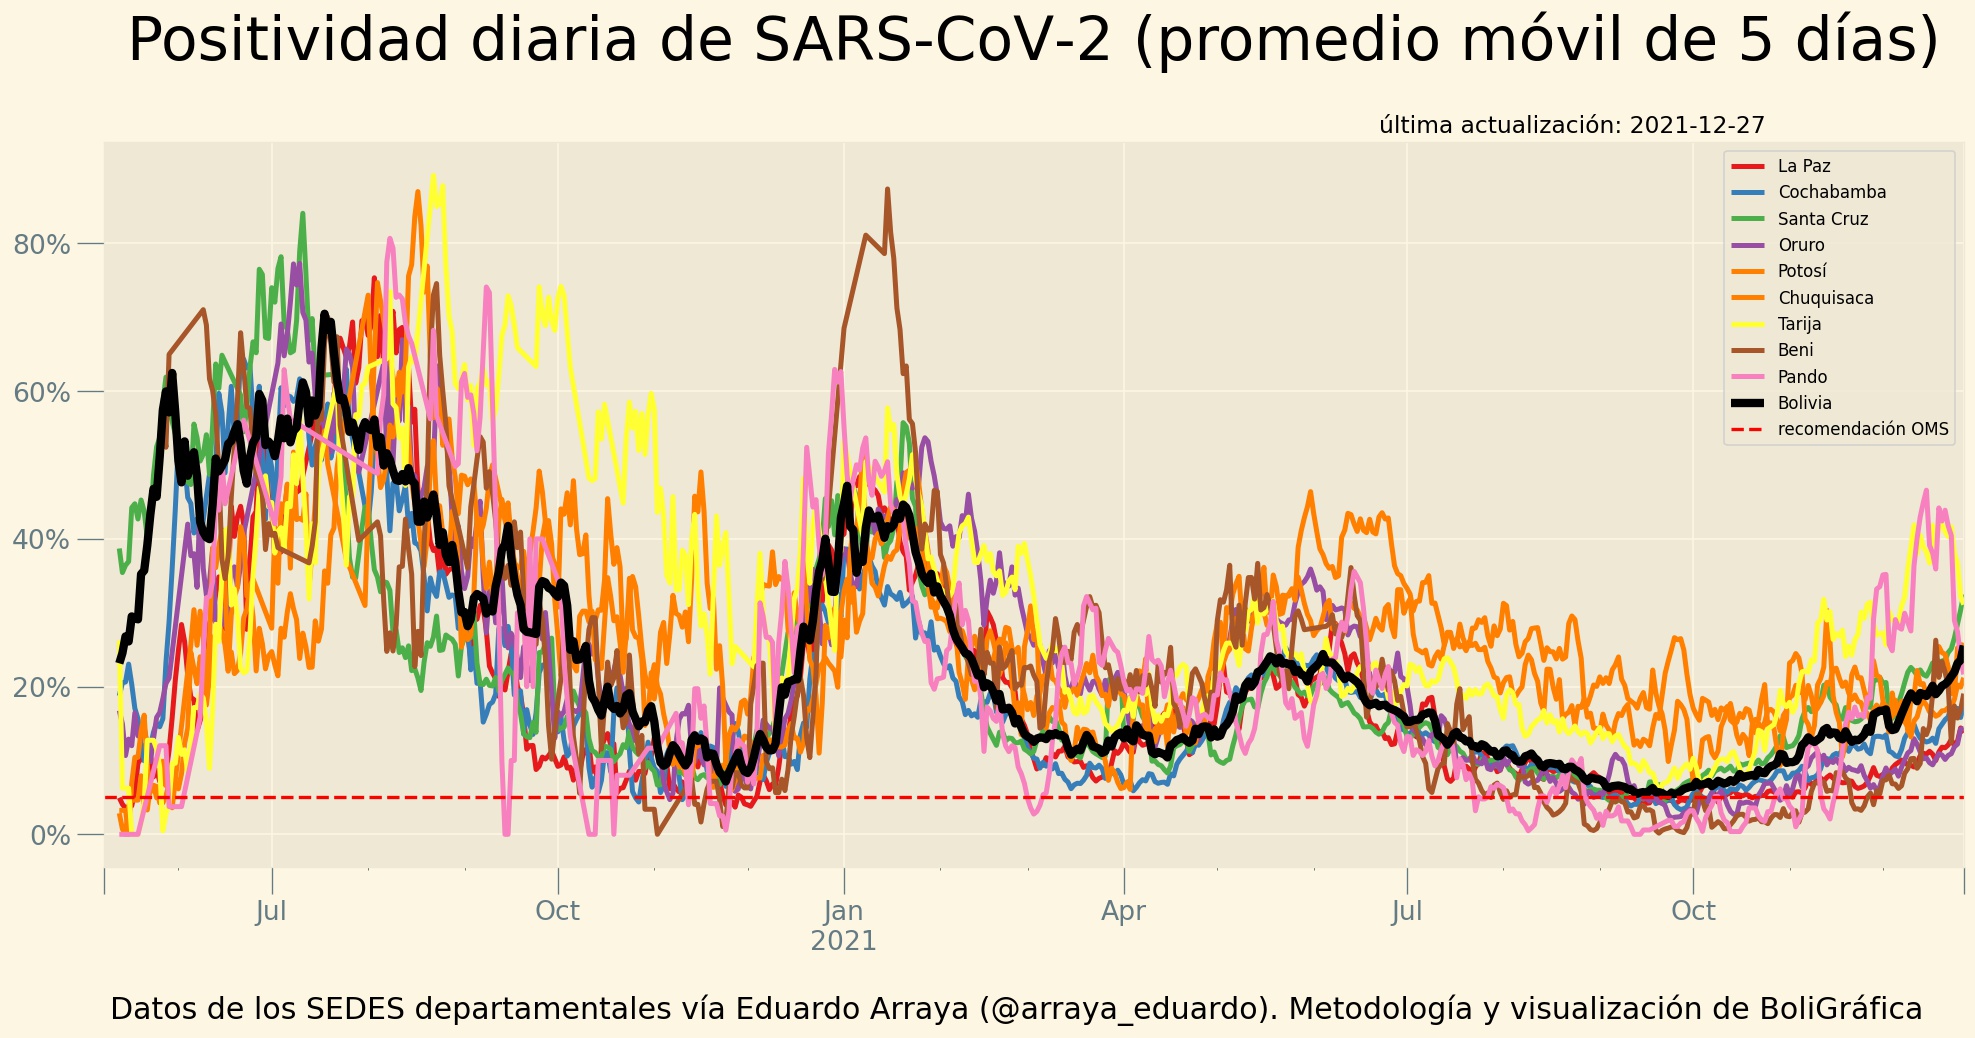 Positividad diaria de SARS-CoV-2 (promedio móvil de 5 días)
última actualización: 2021-12-27
La Paz
Cochabamba
Santa Cruz
Oruro
Potosí
Chuquisaca
Tarija
Beni
Pando
Bolivia
recomendación OMS
80%
60%
40%
20%
0%
Jul Oct Jan Apr Jul Oct
2021
Datos de los SEDES departamentales vía Eduardo Arraya (@arraya_eduardo). Metodología y visualización de BoliGráfica